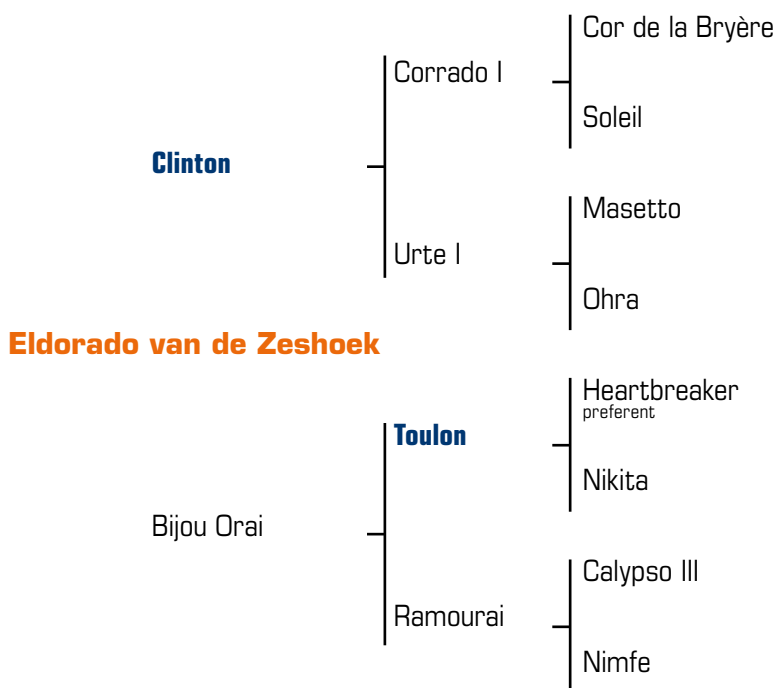 Cor de la Bryère
Corrado I
Soleil
Clinton
Masetto
Urte I
Ohra
Eldorado van de Zeshoek
Heartbreaker
preferent
Toulon
Nikita
Bijou Orai
Calypso III
Ramourai
Nimfe